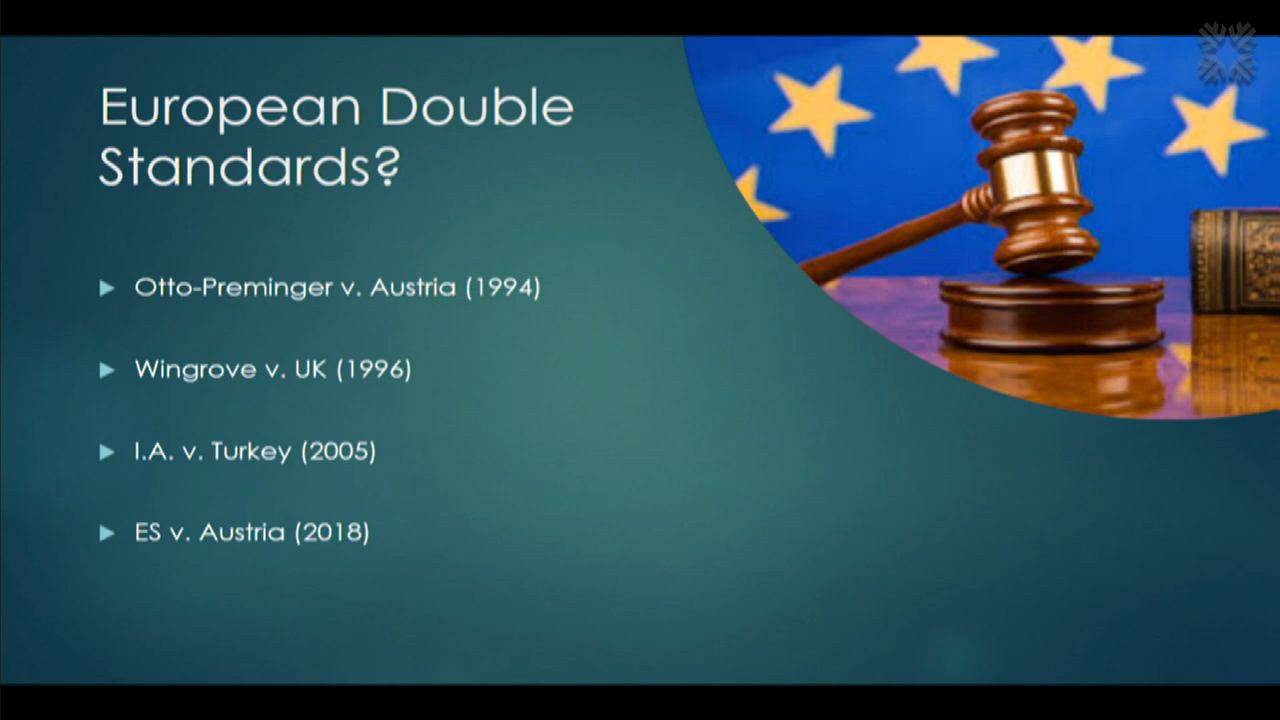 European Double
Standards?
Otto-Preminger v. Austria (1994)
Wingrove v. UK (1996)
I.A. v. Turkey (2005)
ES v. Austria (2018)